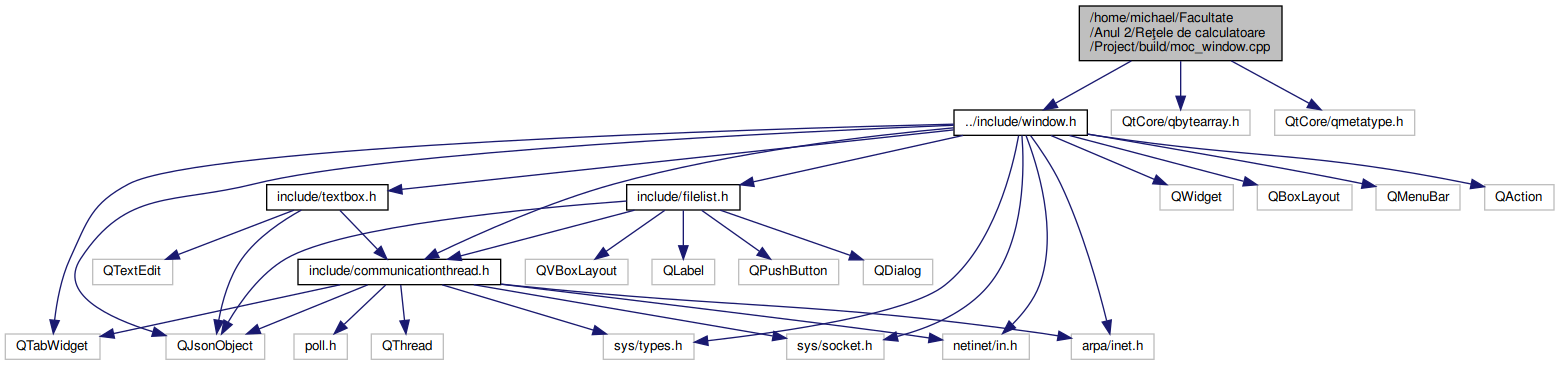 /home/michael/Facultate
/Anul 2/Reţele de calculatoare
/Project/build/moc_window.cpp
../include/window.h
QtCore/qbytearray.h
QtCore/qmetatype.h
include/textbox.h
include/filelist.h
QWidget
QBoxLayout
QMenuBar
QAction
QTextEdit
include/communicationthread.h
QVBoxLayout
QLabel
QPushButton
QDialog
QTabWidget
QJsonObject
poll.h
QThread
sys/types.h
sys/socket.h
netinet/in.h
arpa/inet.h